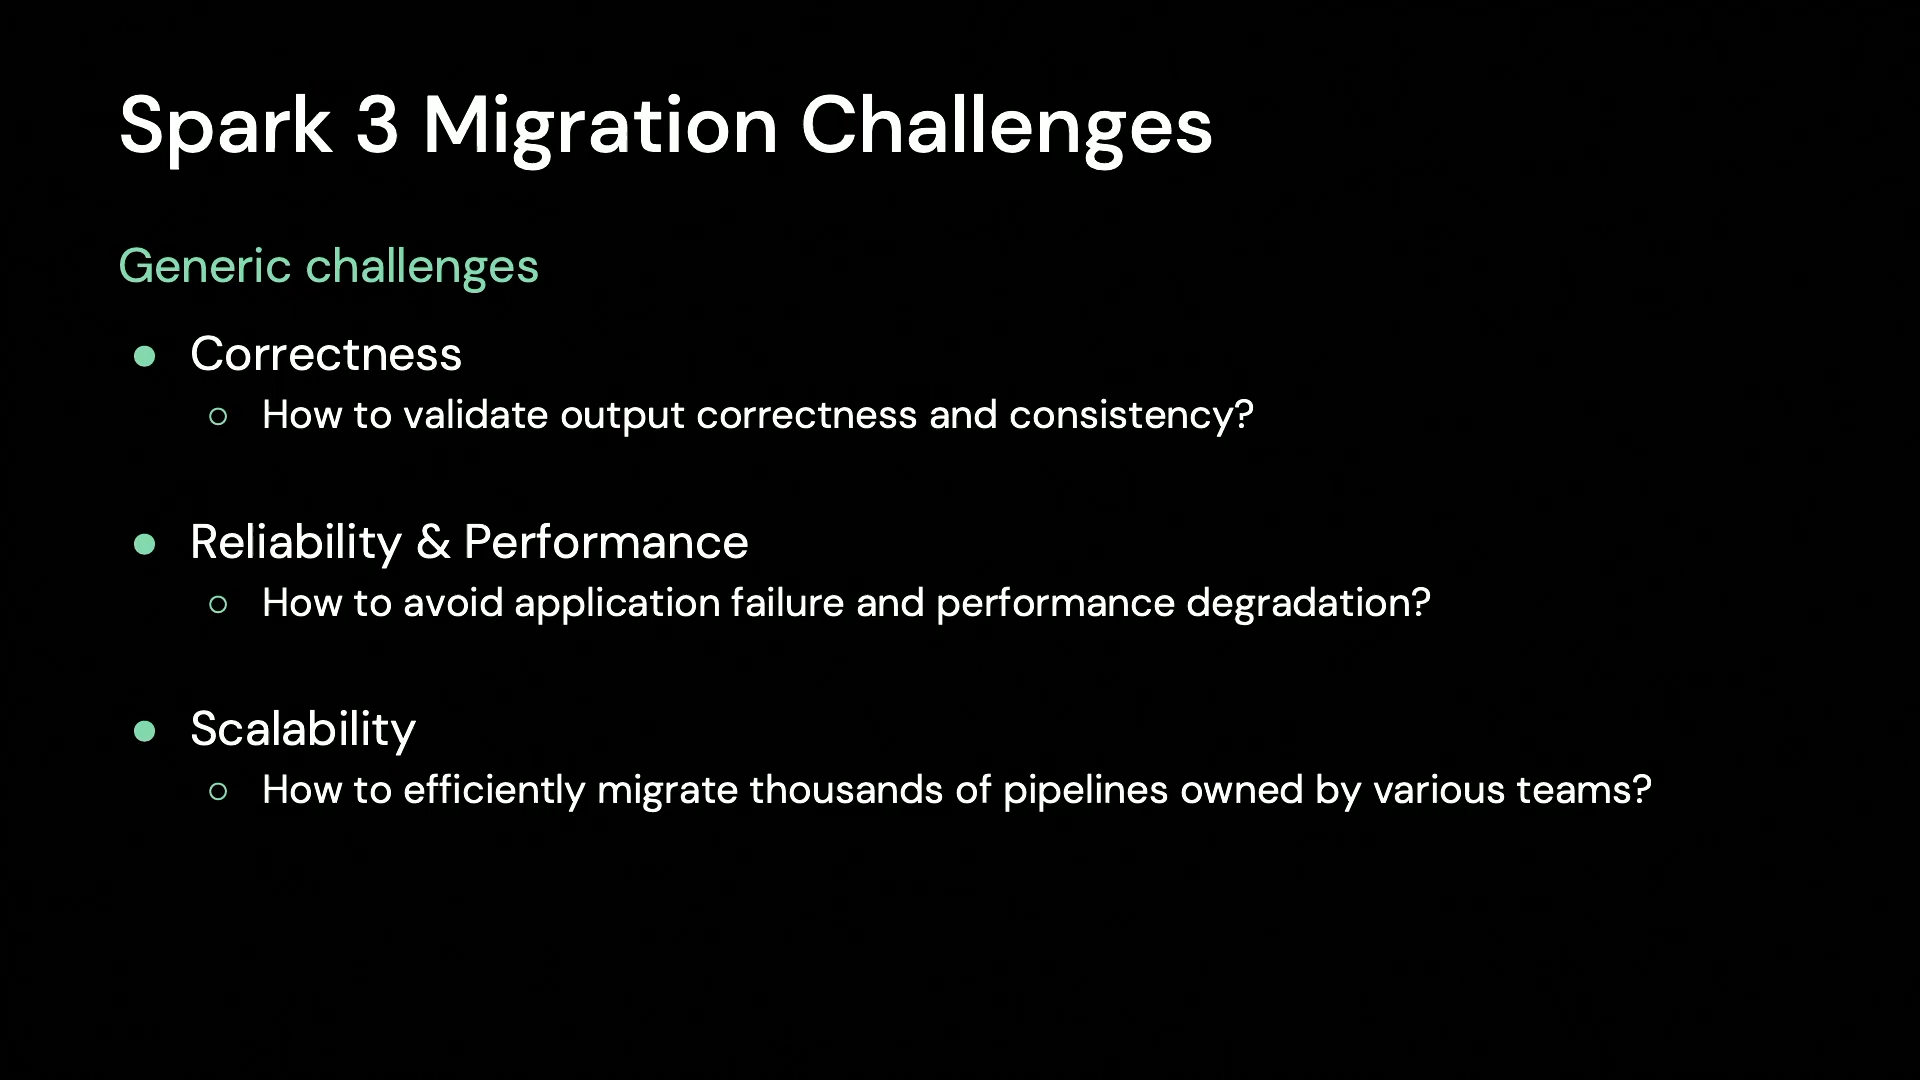 Spark 3 Migration Challenges
Generic challenges
● Correctness
○ How to validate output correctness and consistency?
● Reliability & Performance
○ How to avoid application failure and performance degradation?
● Scalability
○ How to efficiently migrate thousands of pipelines owned by various teams?